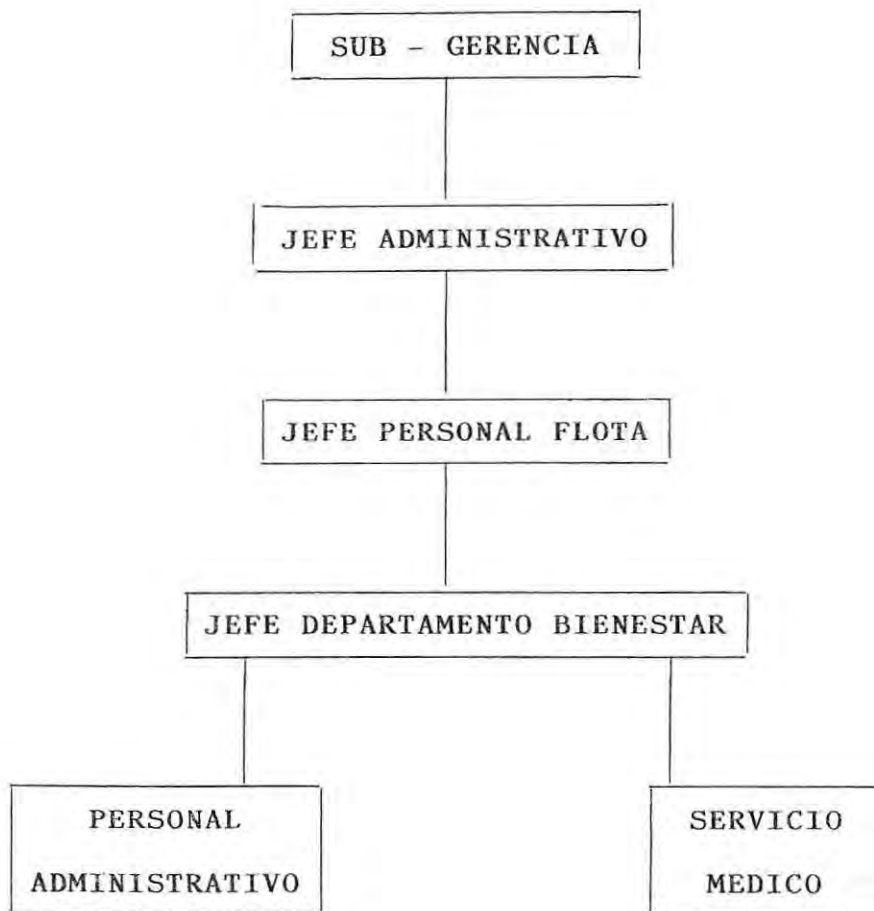 SUB - GERENCIA
JEFE ADMINISTRATIVO
JEFE PERSONAL FLOTA
JEFE DEPARTAMENTO BIENESTAR
PERSONAL
ADMINISTRATIVO
SERVICIO
MEDICO